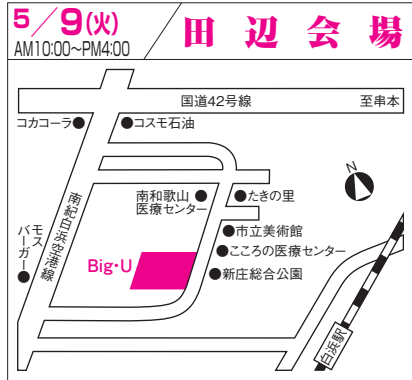 5/9(火)
AM10:00~PM4:00
田辺会場
国道42号線
至串本
コカコーラ
コスモ石油
南紀白浜空港線
モス
バーガー
南和歌山
医療センター
たきの里
N
市立美術館
こころの医療センター
新庄総合公園
Big・U
白浜駅